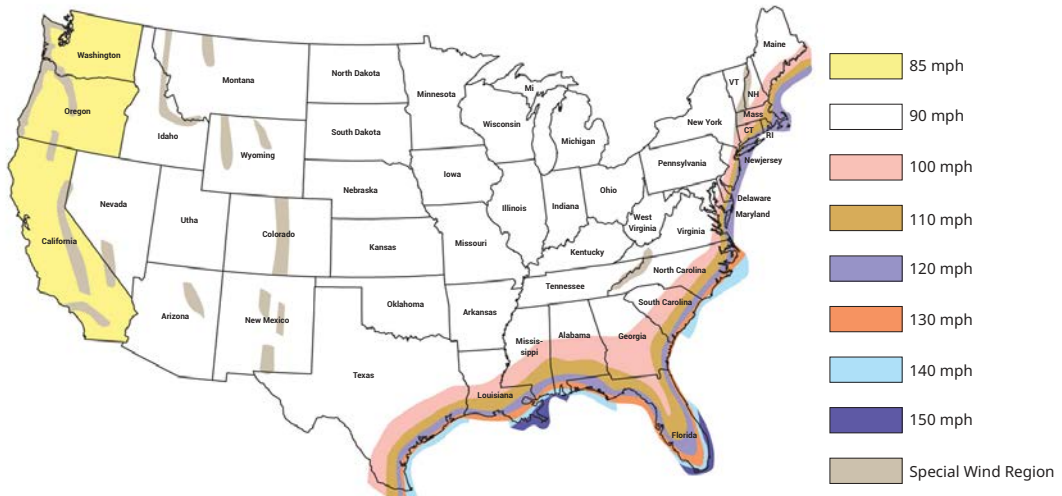 Washington
Oregon
California
Nevada
Idaho
Montana
Wyoming
Utha
Colorado
Arizona
New Mexico
North Dakota
South Dakota
Nebraska
Kansas
Oklahoma
Texas
Minnesota
Iowa
Missouri
Arkansas
Louisiana
Wisconsin
Mi
Michigan
Illinois
Indiana
Ohio
Kentucky
Tennessee
Missis-
sippi
Alabama
Georgia
Florida
South Carolina
North Carolina
Virginia
West
Virginia
Pennsylvania
New York
Maine
VT
NH
Mass
CT
RI
Newjersey
Delaware
Maryland
85 mph
90 mph
100 mph
110 mph
120 mph
130 mph
140 mph
150 mph
Special Wind Region